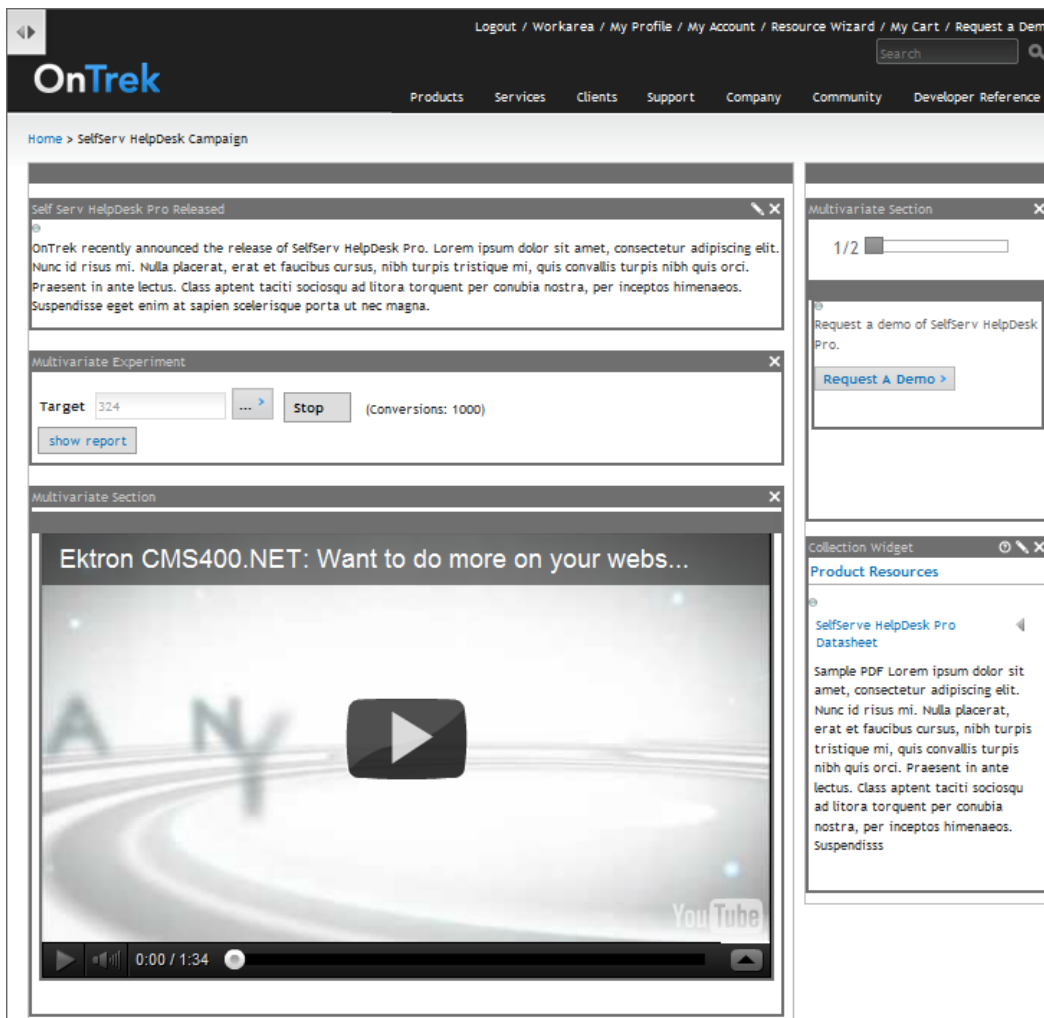 Logout / Workarea / My Profile / My Account / Resource Wizard / My Cart / Request a Dem
Search
OnTrek
Products Services Clients Support Company Community Developer Reference
Home > SelfServ HelpDesk Campaign
Self Serv HelpDesk Pro Released
OnTrek recently announced the release of SelfServ HelpDesk Pro. Lorem ipsum dolor sit amet, consectetur adipiscing elit.
Nunc id risus mi. Nulla placerat, erat et faucibus cursus, nibh turpis tristique mi, quis convallis turpis nibh quis orci.
Praesent in ante lectus. Class aptent taciti sociosqu ad litora torquent per conubia nostra, per inceptos himenaeos.
Suspendisse eget enim at sapien scelerisque porta ut nec magna.
Multivariate Experiment
Target 324 ... > Stop (Conversions: 1000)
show report
Multivariate Section
Ektron CMS400.NET: Want to do more on your webs...
A N Y
YouTube
0:00 / 1:34
Multivariate Section
1/2
Request a demo of SelfServ HelpDesk
Pro.
Request A Demo >
Collection Widget
Product Resources
SelfServe HelpDesk Pro
Datasheet
Sample PDF Lorem ipsum dolor sit
amet, consectetur adipiscing elit.
Nunc id risus mi. Nulla placerat,
erat et faucibus cursus, nibh turpis
tristique mi, quis convallis turpis
nibh quis orci. Praesent in ante
lectus. Class aptent taciti sociosqu
ad litora torquent per conubia
nostra, per inceptos himenaeos.
Suspendisss